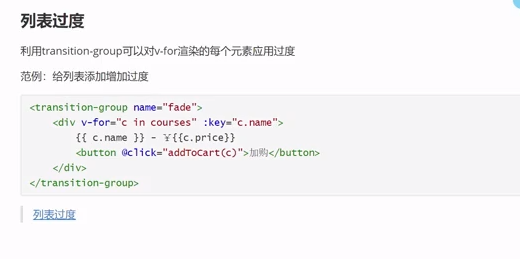 列表过度
利用transition-group可以对v-for渲染的每个元素应用过度
范例：给列表添加增加过度
<transition-group name="fade">
<div v-for="c in courses" :key="c.name">
{{ c.name }} - ￥{{c.price}}
<button @click="addToCart(c)">加购</button>
</div>
</transition-group>
列表过度